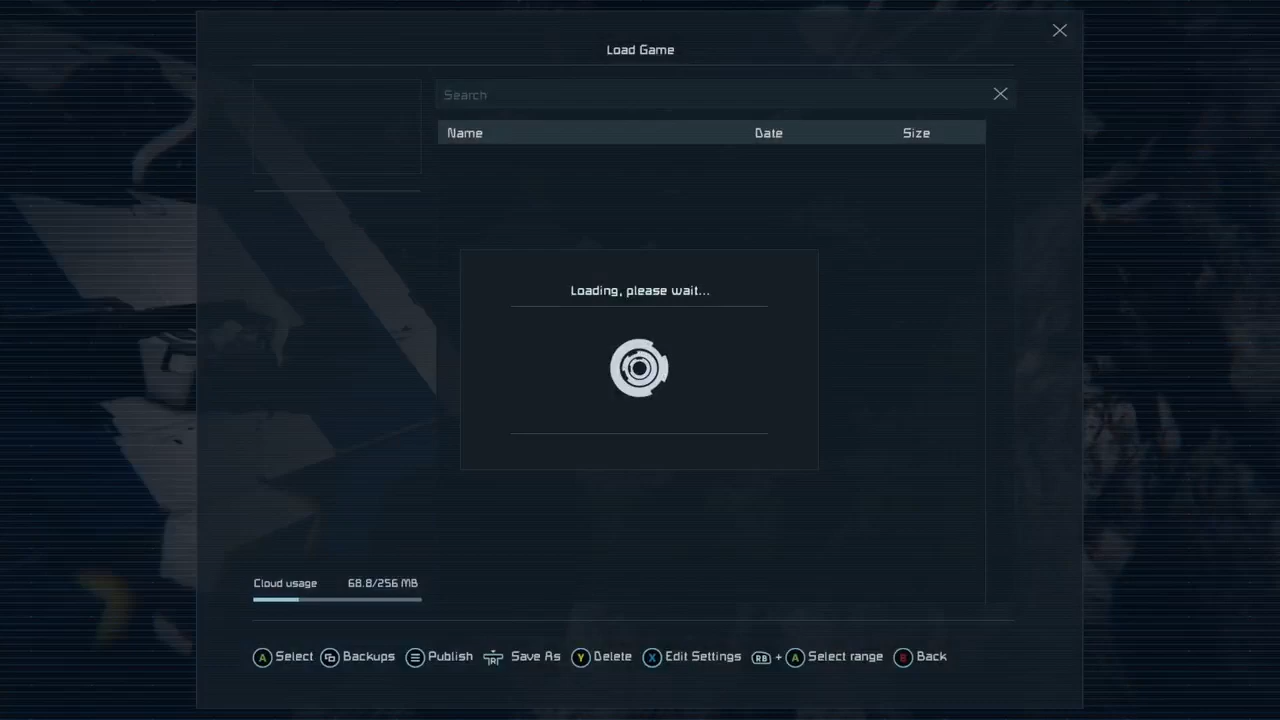 Load Game
Search
Name Date Size
Loading, please wait...
Cloud usage 68.8/256 MB
A Select Backups Publish Save As Y Delete X Edit Settings RB + A Select range B Back